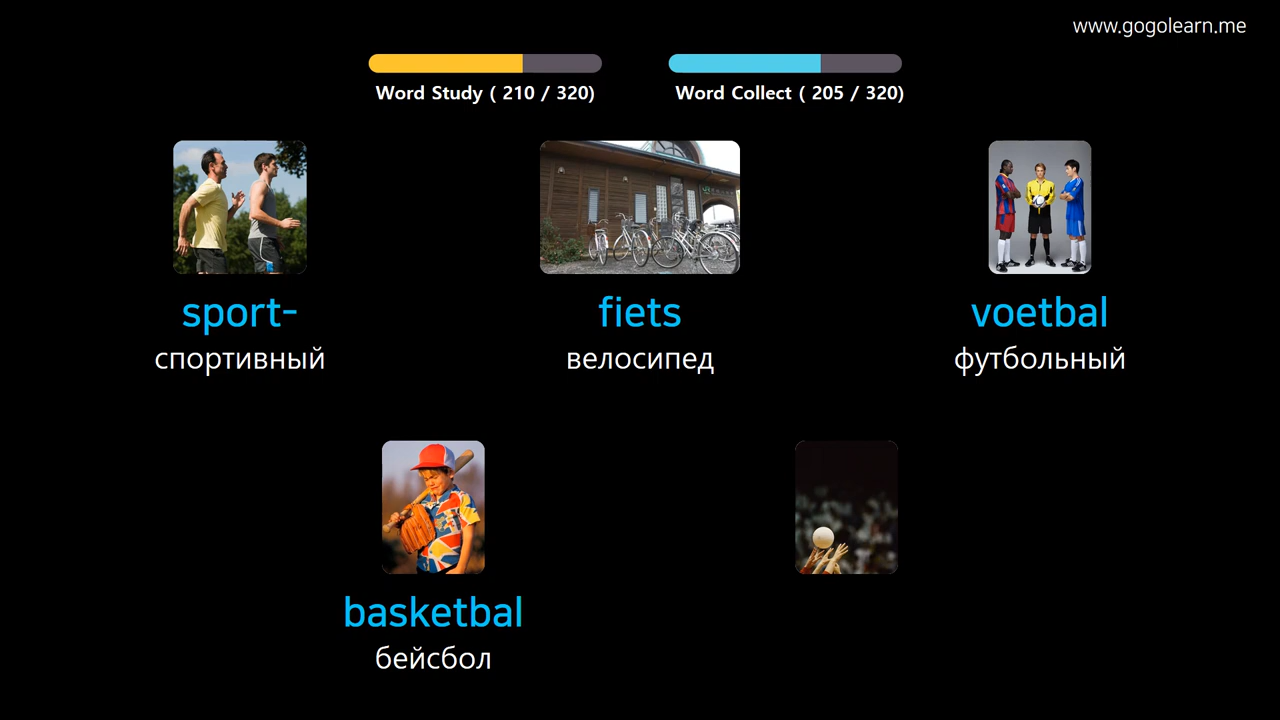 www.gogolearn.me
Word Study ( 210 / 320)
Word Collect ( 205 / 320)
sport-
спортивный
fiets
велосипед
voetbal
футбольный
basketbal
бейсбол